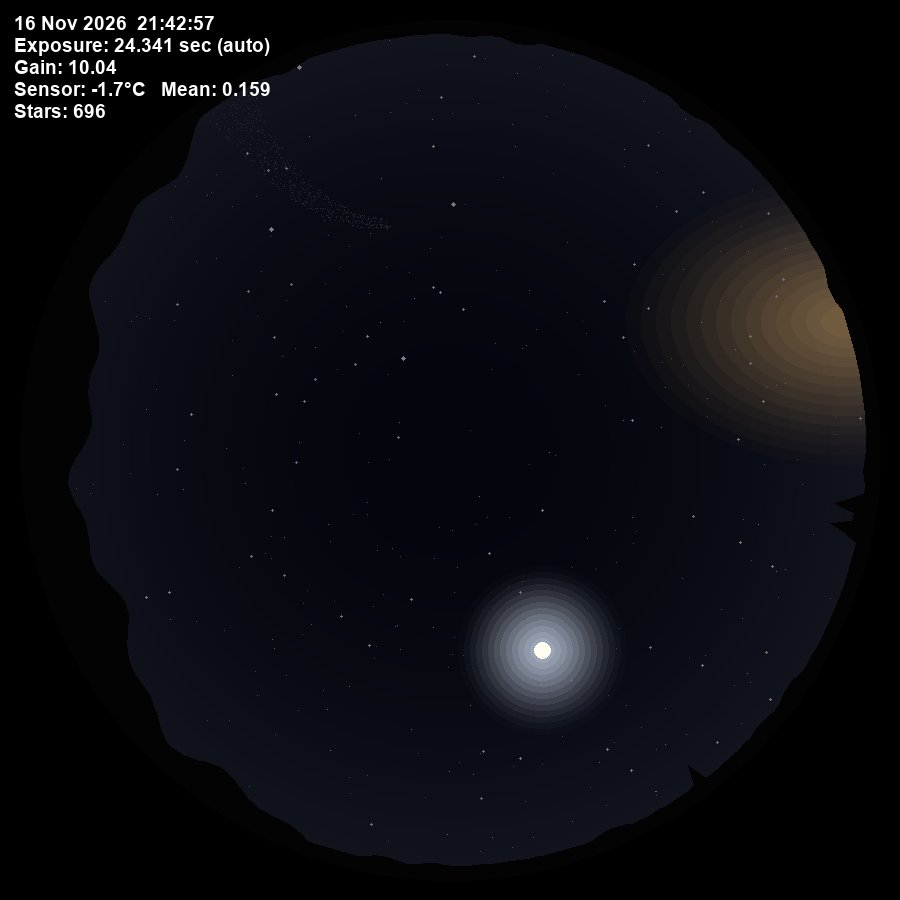 16 Nov 2026  21:42:57
Exposure: 24.341 sec (auto)
Gain: 10.04
Sensor: -1.7°C   Mean: 0.159
Stars: 696